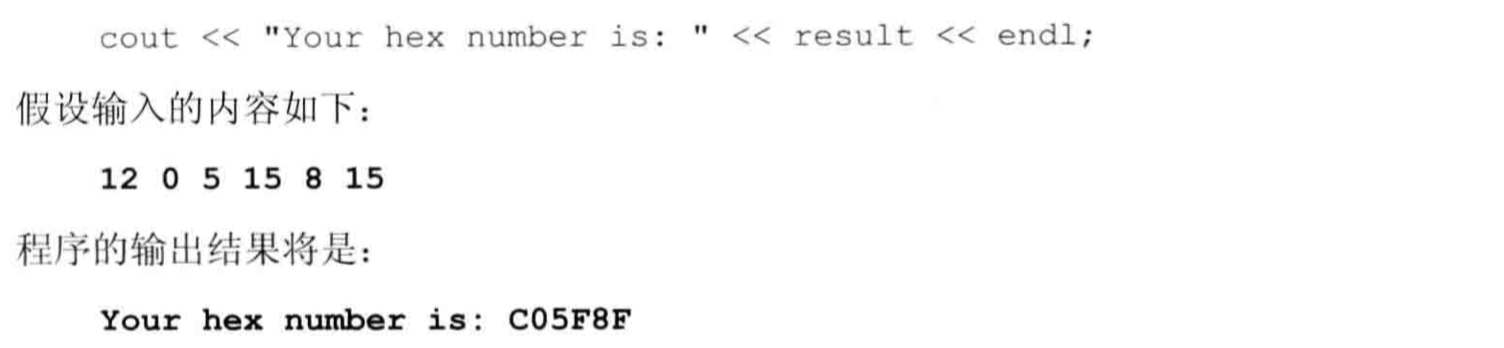 cout << "Your hex number is: " << result << endl;
假设输入的内容如下：
12 0 5 15 8 15
程序的输出结果将是：
Your hex number is: C05F8F